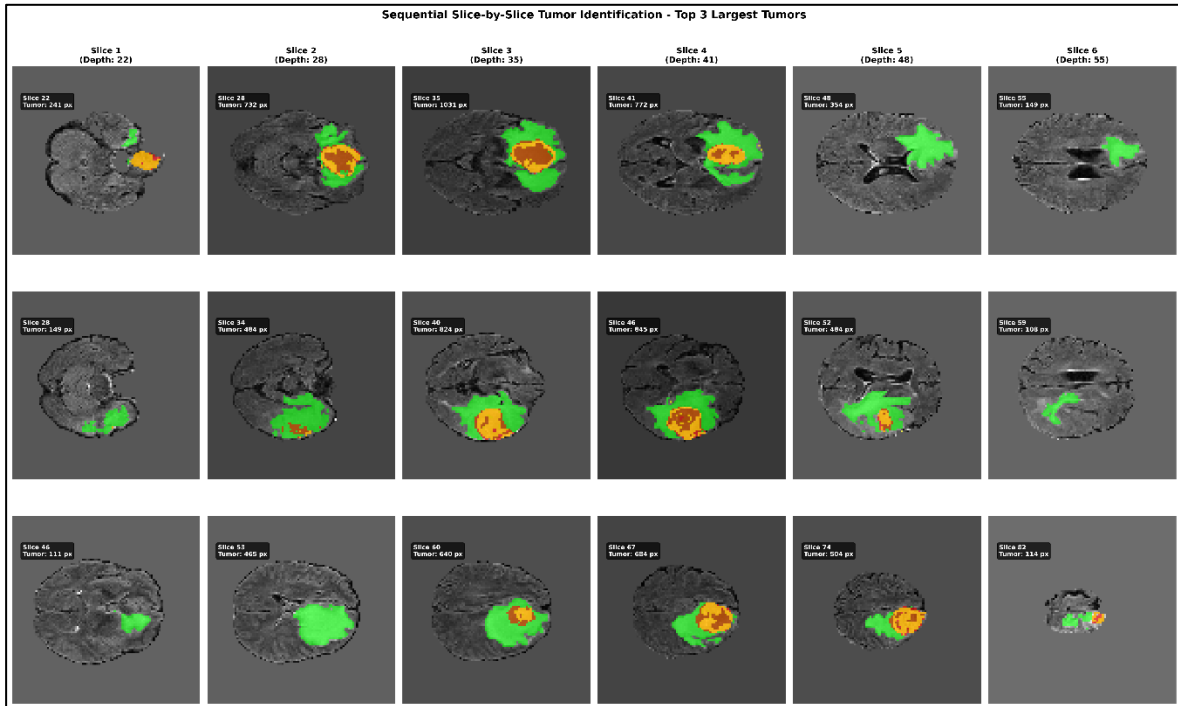 Sequential Slice-by-Slice Tumor Identification - Top 3 Largest Tumors
Slice 1
(Depth: 22)
Slice 2
(Depth: 28)
Slice 3
(Depth: 35)
Slice 4
(Depth: 41)
Slice 5
(Depth: 48)
Slice 6
(Depth: 55)
Slice 22
Tumor: 241 px
Slice 28
Tumor: 732 px
Slice 35
Tumor: 1031 px
Slice 41
Tumor: 772 px
Slice 48
Tumor: 354 px
Slice 55
Tumor: 149 px
Slice 28
Tumor: 149 px
Slice 34
Tumor: 484 px
Slice 40
Tumor: 824 px
Slice 46
Tumor: 845 px
Slice 52
Tumor: 484 px
Slice 59
Tumor: 108 px
Slice 46
Tumor: 111 px
Slice 53
Tumor: 465 px
Slice 60
Tumor: 640 px
Slice 67
Tumor: 684 px
Slice 74
Tumor: 504 px
Slice 82
Tumor: 114 px